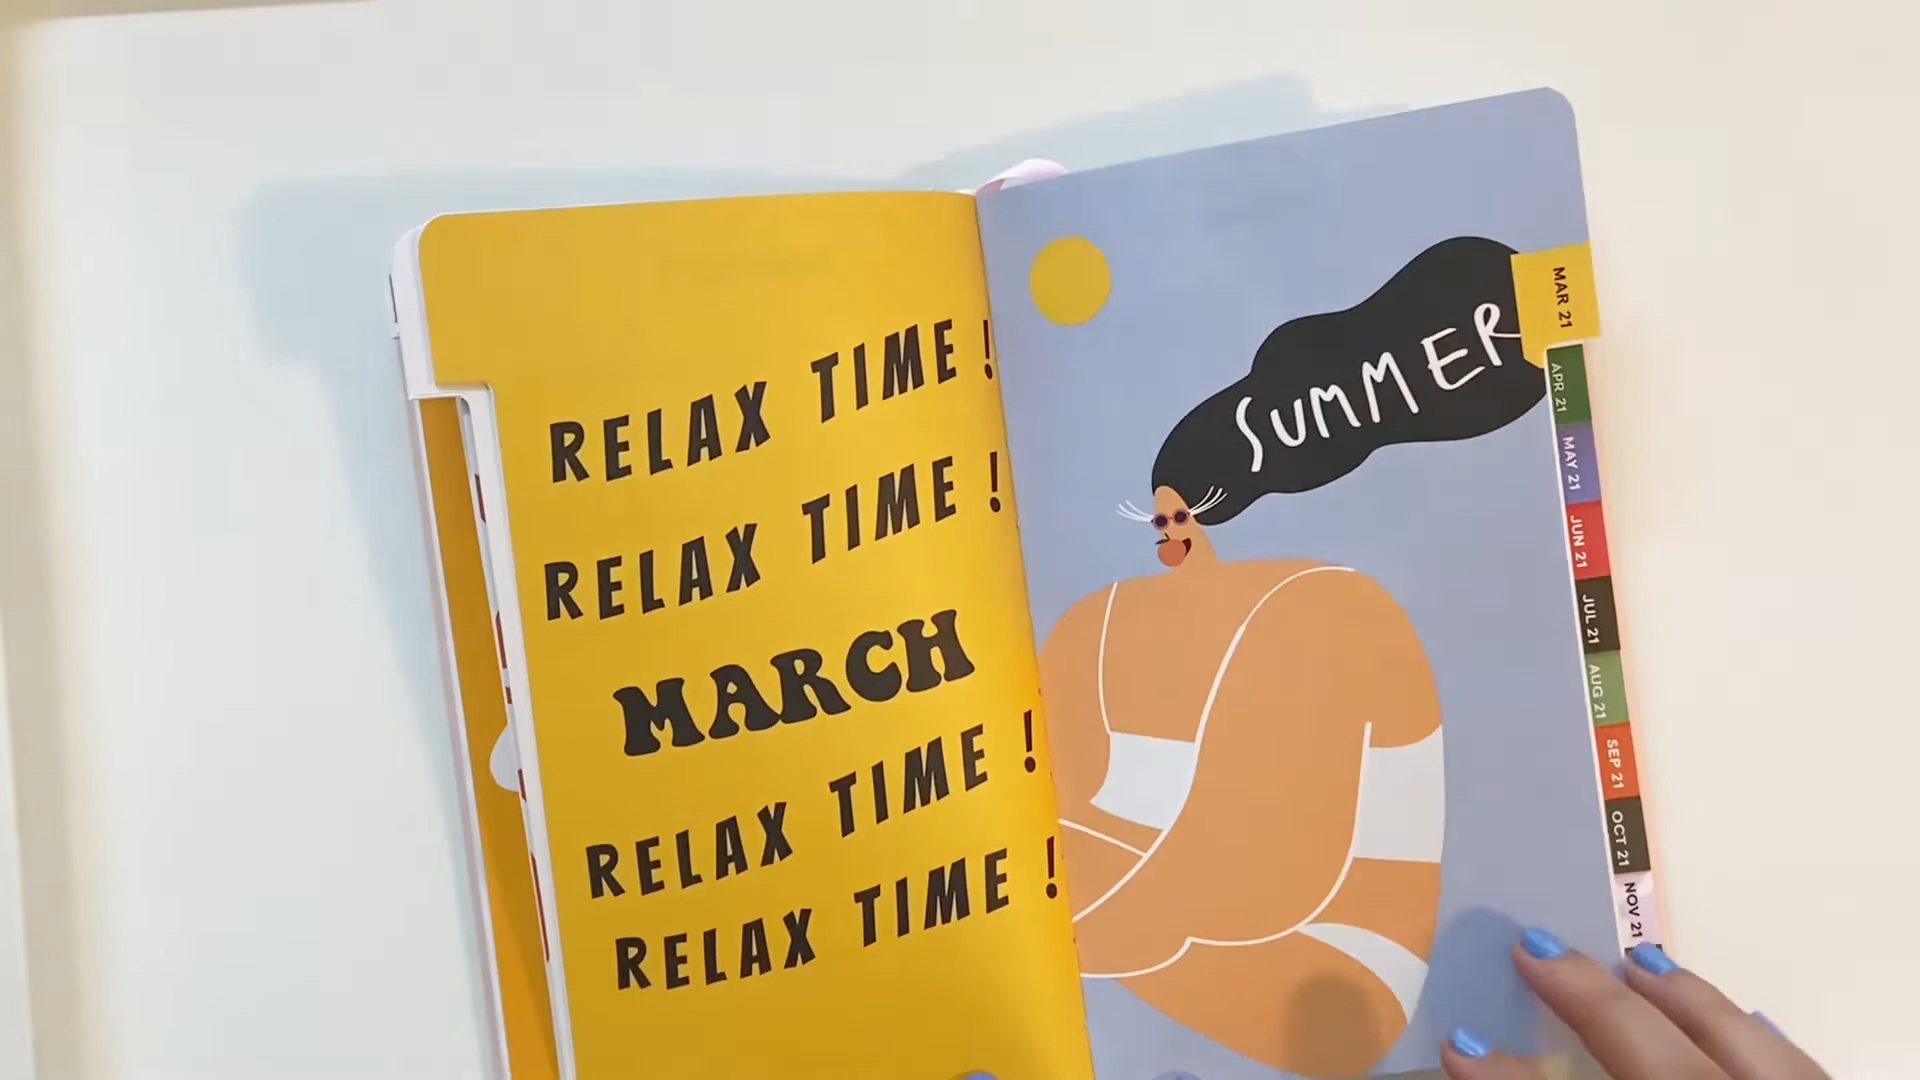 RELAX TIME !
RELAX TIME !
MARCH
RELAX TIME !
RELAX TIME !
SUMMER
MAR 21
APR 21
MAY 21
JUN 21
JUL 21
AUG 21
SEP 21
OCT 21
NOV 21